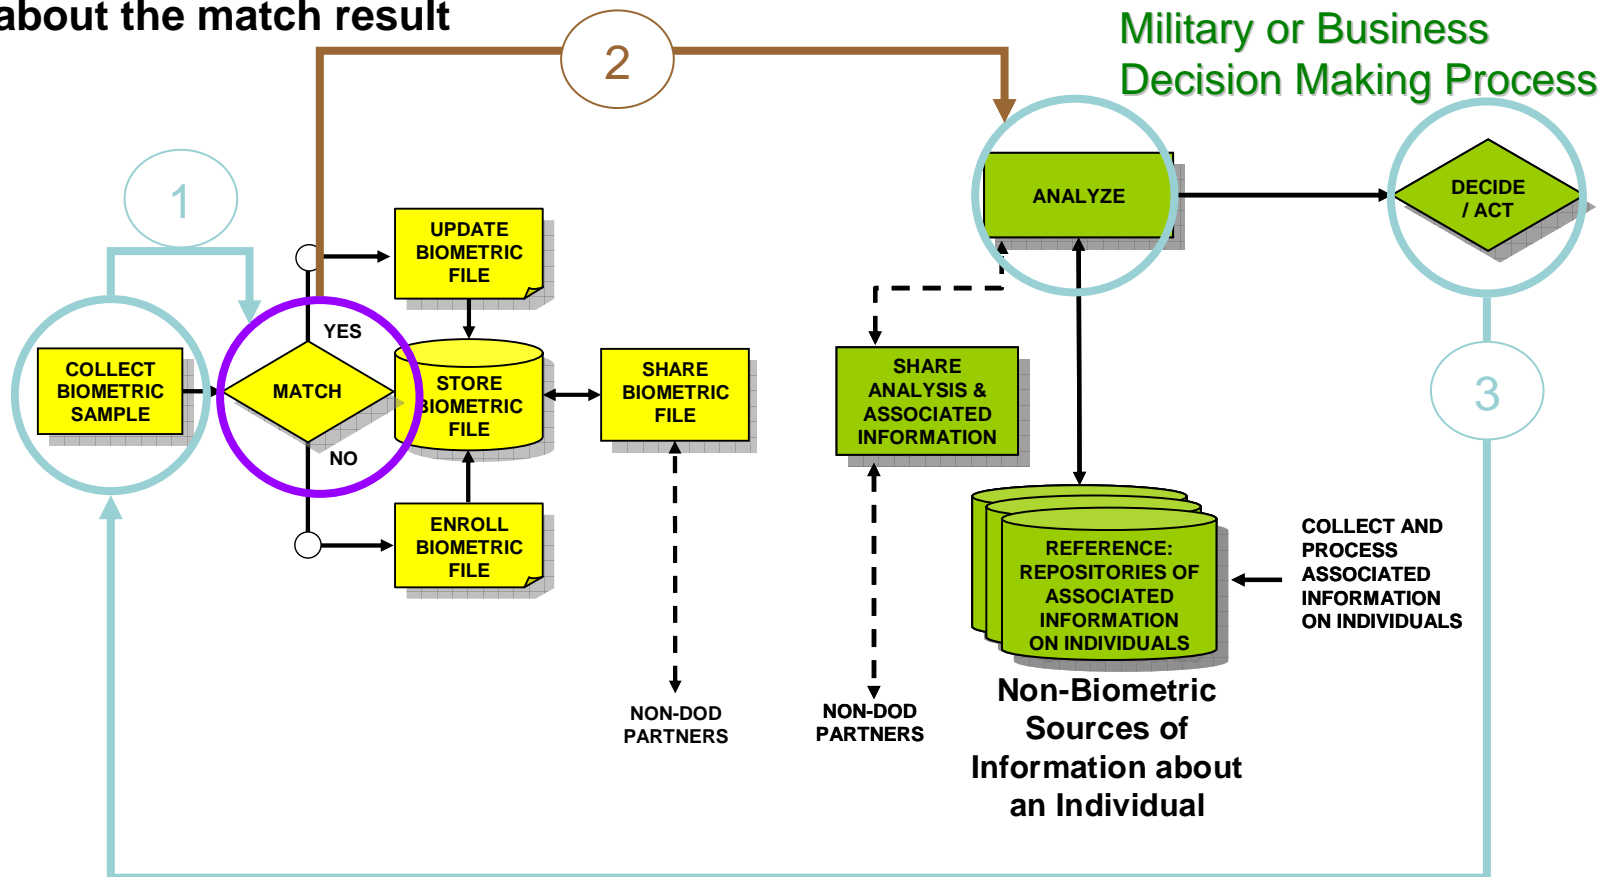 about the match result
Military or Business
Decision Making Process
2
1
3
UPDATE
BIOMETRIC
FILE
ANALYZE
DECIDE
/ ACT
YES
COLLECT
BIOMETRIC
SAMPLE
MATCH
NO
STORE
BIOMETRIC
FILE
SHARE
BIOMETRIC
FILE
SHARE
ANALYSIS &
ASSOCIATED
INFORMATION
ENROLL
BIOMETRIC
FILE
REFERENCE:
REPOSITORIES OF
ASSOCIATED
INFORMATION
ON INDIVIDUALS
COLLECT AND
PROCESS
ASSOCIATED
INFORMATION
ON INDIVIDUALS
NON-DOD
PARTNERS
NON-DOD
PARTNERS
Non-Biometric
Sources of
Information about
an Individual